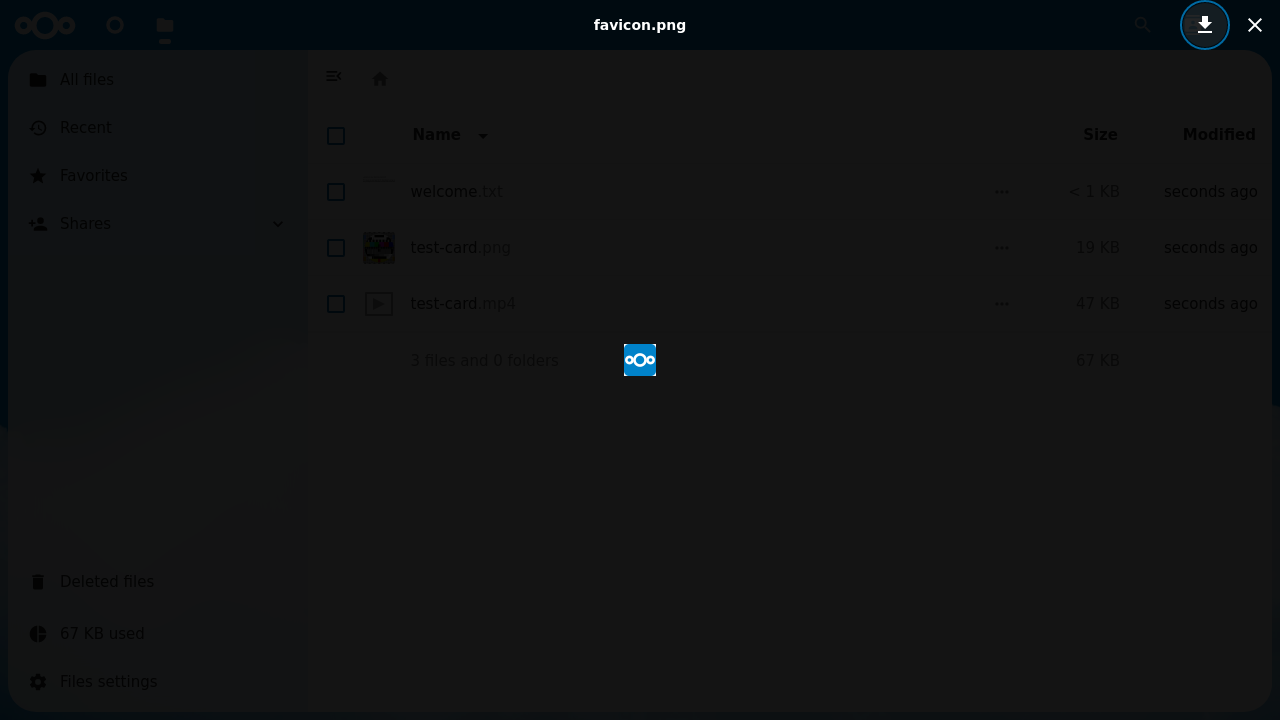 favicon.png
All files
Recent
Favorites
Shares
Name
Size
Modified
welcome.txt
< 1 KB
seconds ago
test-card.png
19 KB
seconds ago
test-card.mp4
47 KB
seconds ago
3 files and 0 folders
67 KB
Deleted files
67 KB used
Files settings